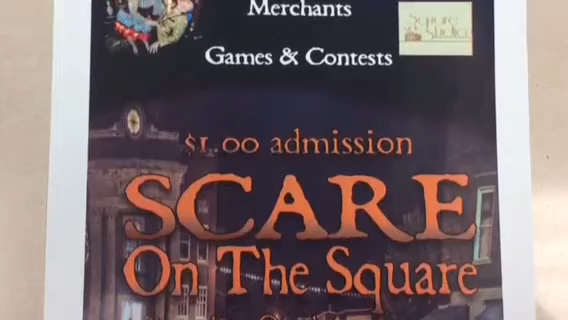 Merchants
Square
Studio
Games & Contests
$1.00 admission
SCARE
On The Square